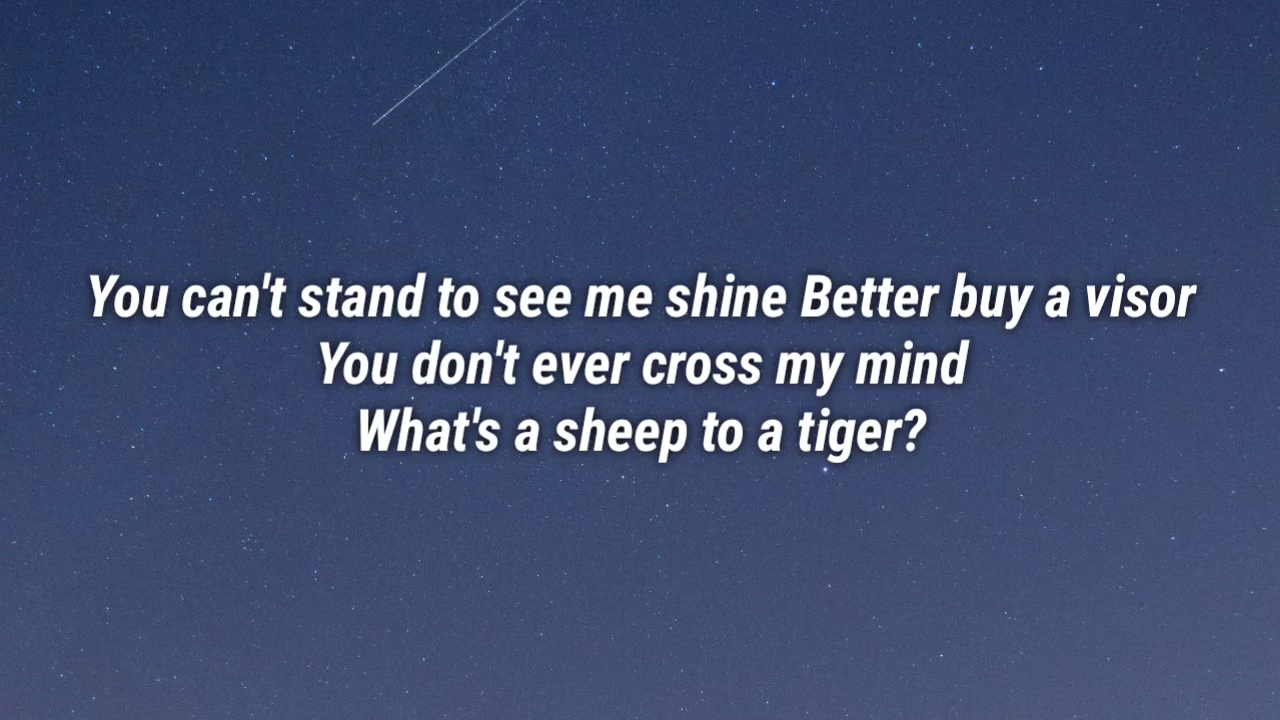 You can't stand to see me shine Better buy a visor
You don't ever cross my mind
What's a sheep to a tiger?